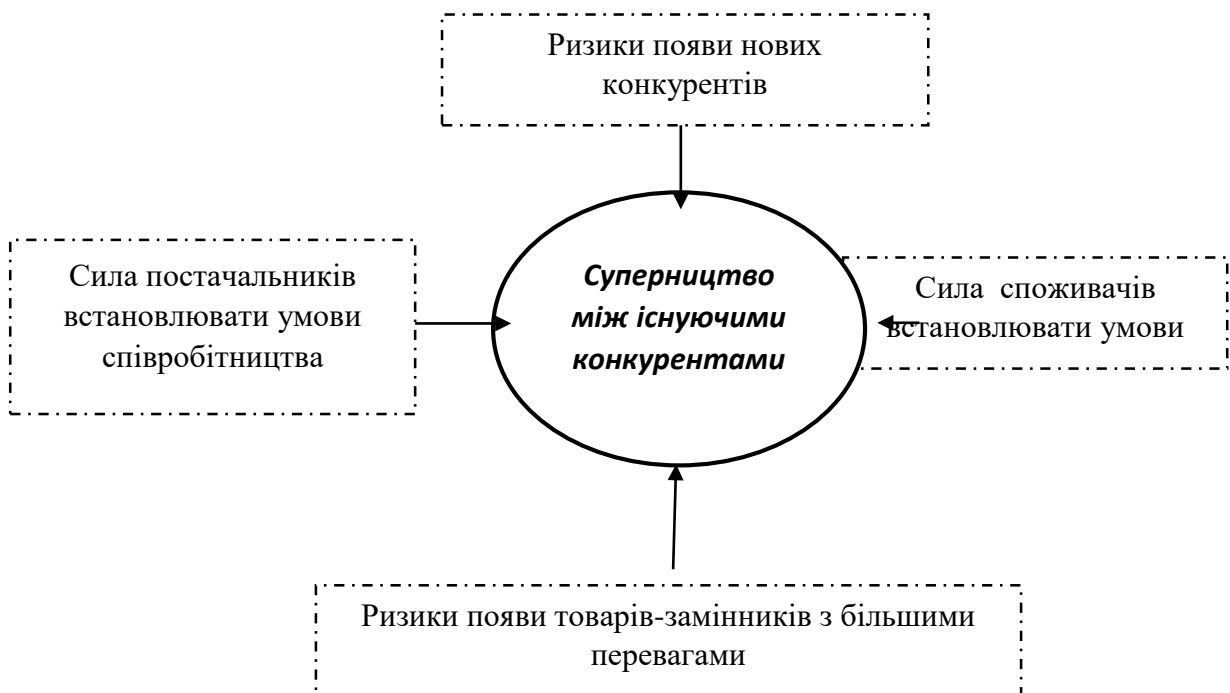 Ризики появи нових
конкурентів
Сила постачальників
встановлювати умови
співробітництва
Суперництво
між існуючими
конкурентами
Сила споживачів
встановлювати умови
Ризики появи товарів-замінників з більшими
перевагами